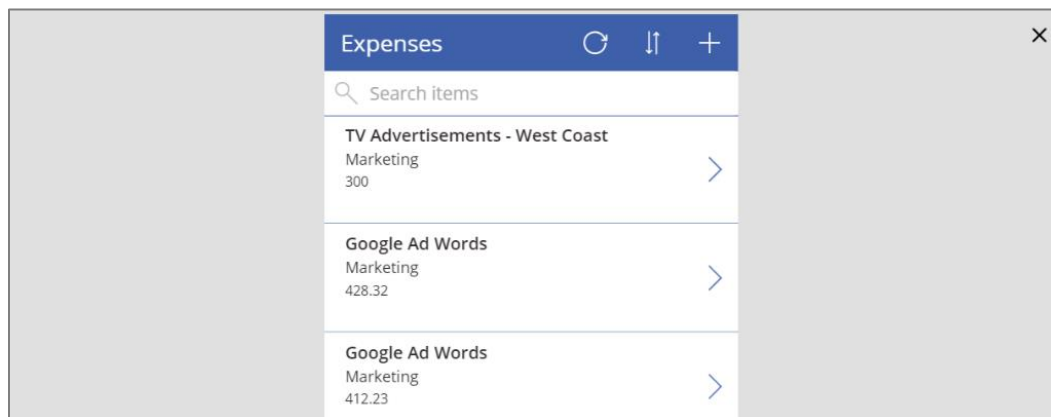 Expenses
Search items
TV Advertisements - West Coast
Marketing
300
Google Ad Words
Marketing
428.32
Google Ad Words
Marketing
412.23